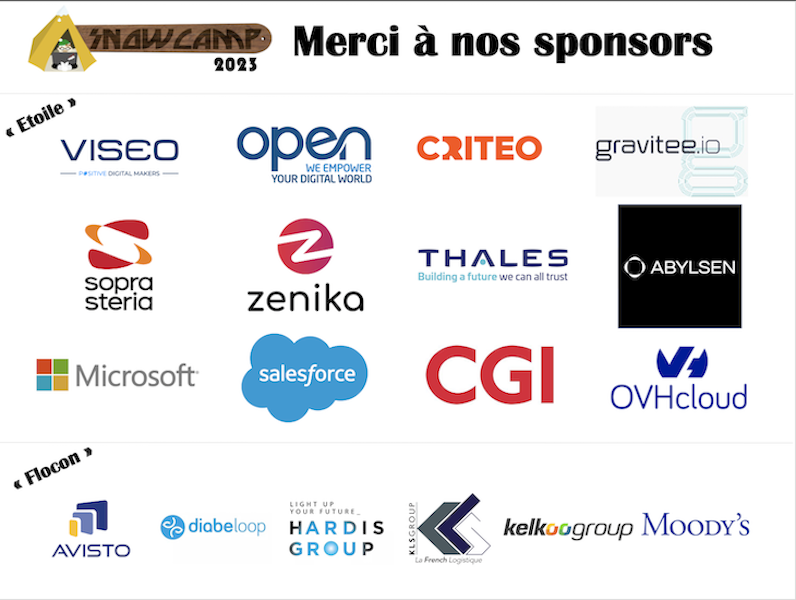 SNOWCAMP
2023
Merci à nos sponsors
« Etoile »
VISEO
POSITIVE DIGITAL MAKERS
open
WE EMPOWER
YOUR DIGITAL WORLD
CRITEO
gravitee.io
g
sopra
steria
zenika
THALES
Building a future we can all trust
ABYLSEN
Microsoft
salesforce
CGI
OVHcloud
« Flocon »
AVISTO
diabeloop
LIGHT UP
YOUR FUTURE_
HARDIS
GROUP
KLSGROUP
La French Logistique
kelkoogroup
MOODY'S